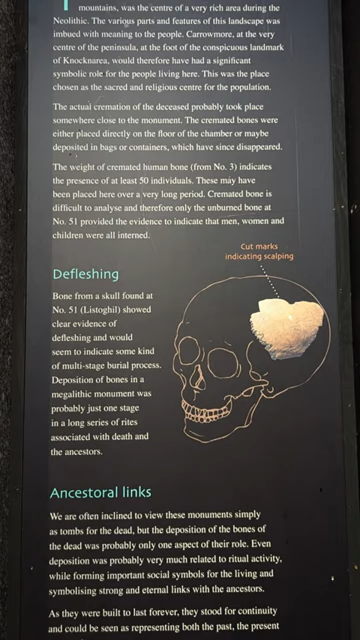 mountains, was the centre of a very rich area during the
Neolithic. The various parts and features of this landscape was
imbued with meaning to the people. Carrowmore, at the very
centre of the peninsula, at the foot of the conspicuous landmark
of Knocknarea, would therefore have had a significant
symbolic role for the people living here. This was the place
chosen as the sacred and religious centre for the population.
The actual cremation of the deceased probably took place
somewhere close to the monument. The cremated bones were
either placed directly on the floor of the chamber or maybe
deposited in bags or containers, which have since disappeared.
The weight of cremated human bone (from No. 3) indicates
the presence of at least 50 individuals. These may have
been placed here over a very long period. Cremated bone is
difficult to analyse and therefore only the unburned bone at
No. 51 provided the evidence to indicate that men, women and
children were all interned.
Cut marks
indicating scalping
Defleshing
Bone from a skull found at
No. 51 (Listoghil) showed
clear evidence of
defleshing and would
seem to indicate some kind
of multi-stage burial process.
Deposition of bones in a
megalithic monument was
probably just one stage
in a long series of rites
associated with death and
the ancestors.
Ancestoral links
We are often inclined to view these monuments simply
as tombs for the dead, but the deposition of the bones of
the dead was probably only one aspect of their role. Even
deposition was probably very much related to ritual activity,
while forming important social symbols for the living and
symbolising strong and eternal links with the ancestors.
As they were built to last forever, they stood for continuity
and could be seen as representing both the past, the present